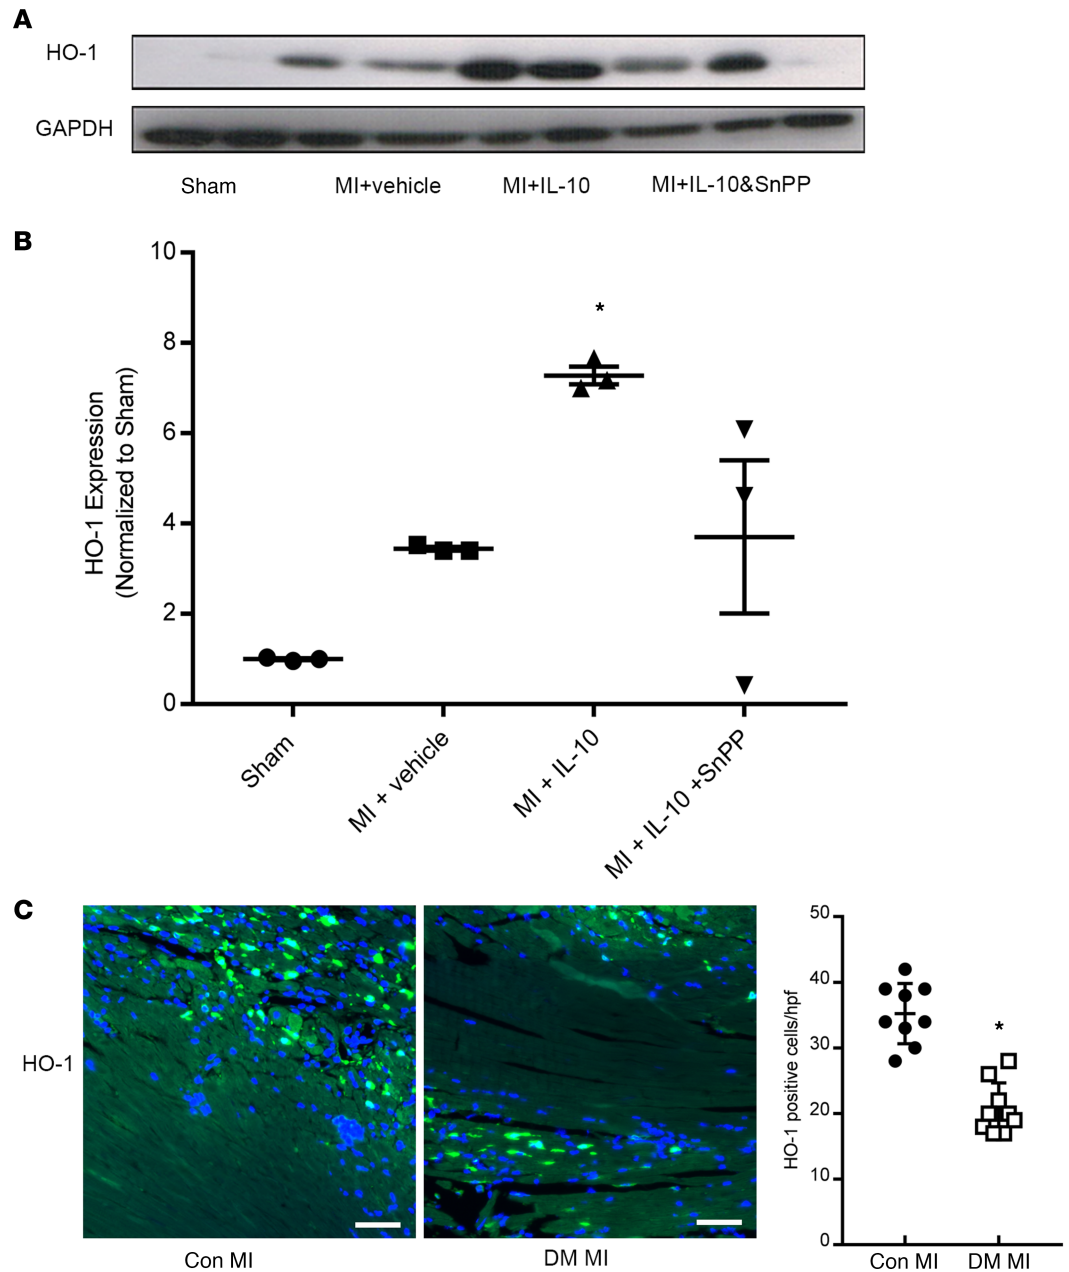 A
HO-1
GAPDH
Sham MI+vehicle MI+IL-10 MI+IL-10&SnPP
B
HO-1 Expression
(Normalized to Sham)
10
8
6
4
2
0
*
Sham
MI + vehicle
MI + IL-10
MI + IL-10 +SnPP
C
HO-1
Con MI
DM MI
HO-1 positive cells/hpf
50
40
30
20
10
0
*
Con MI DM MI